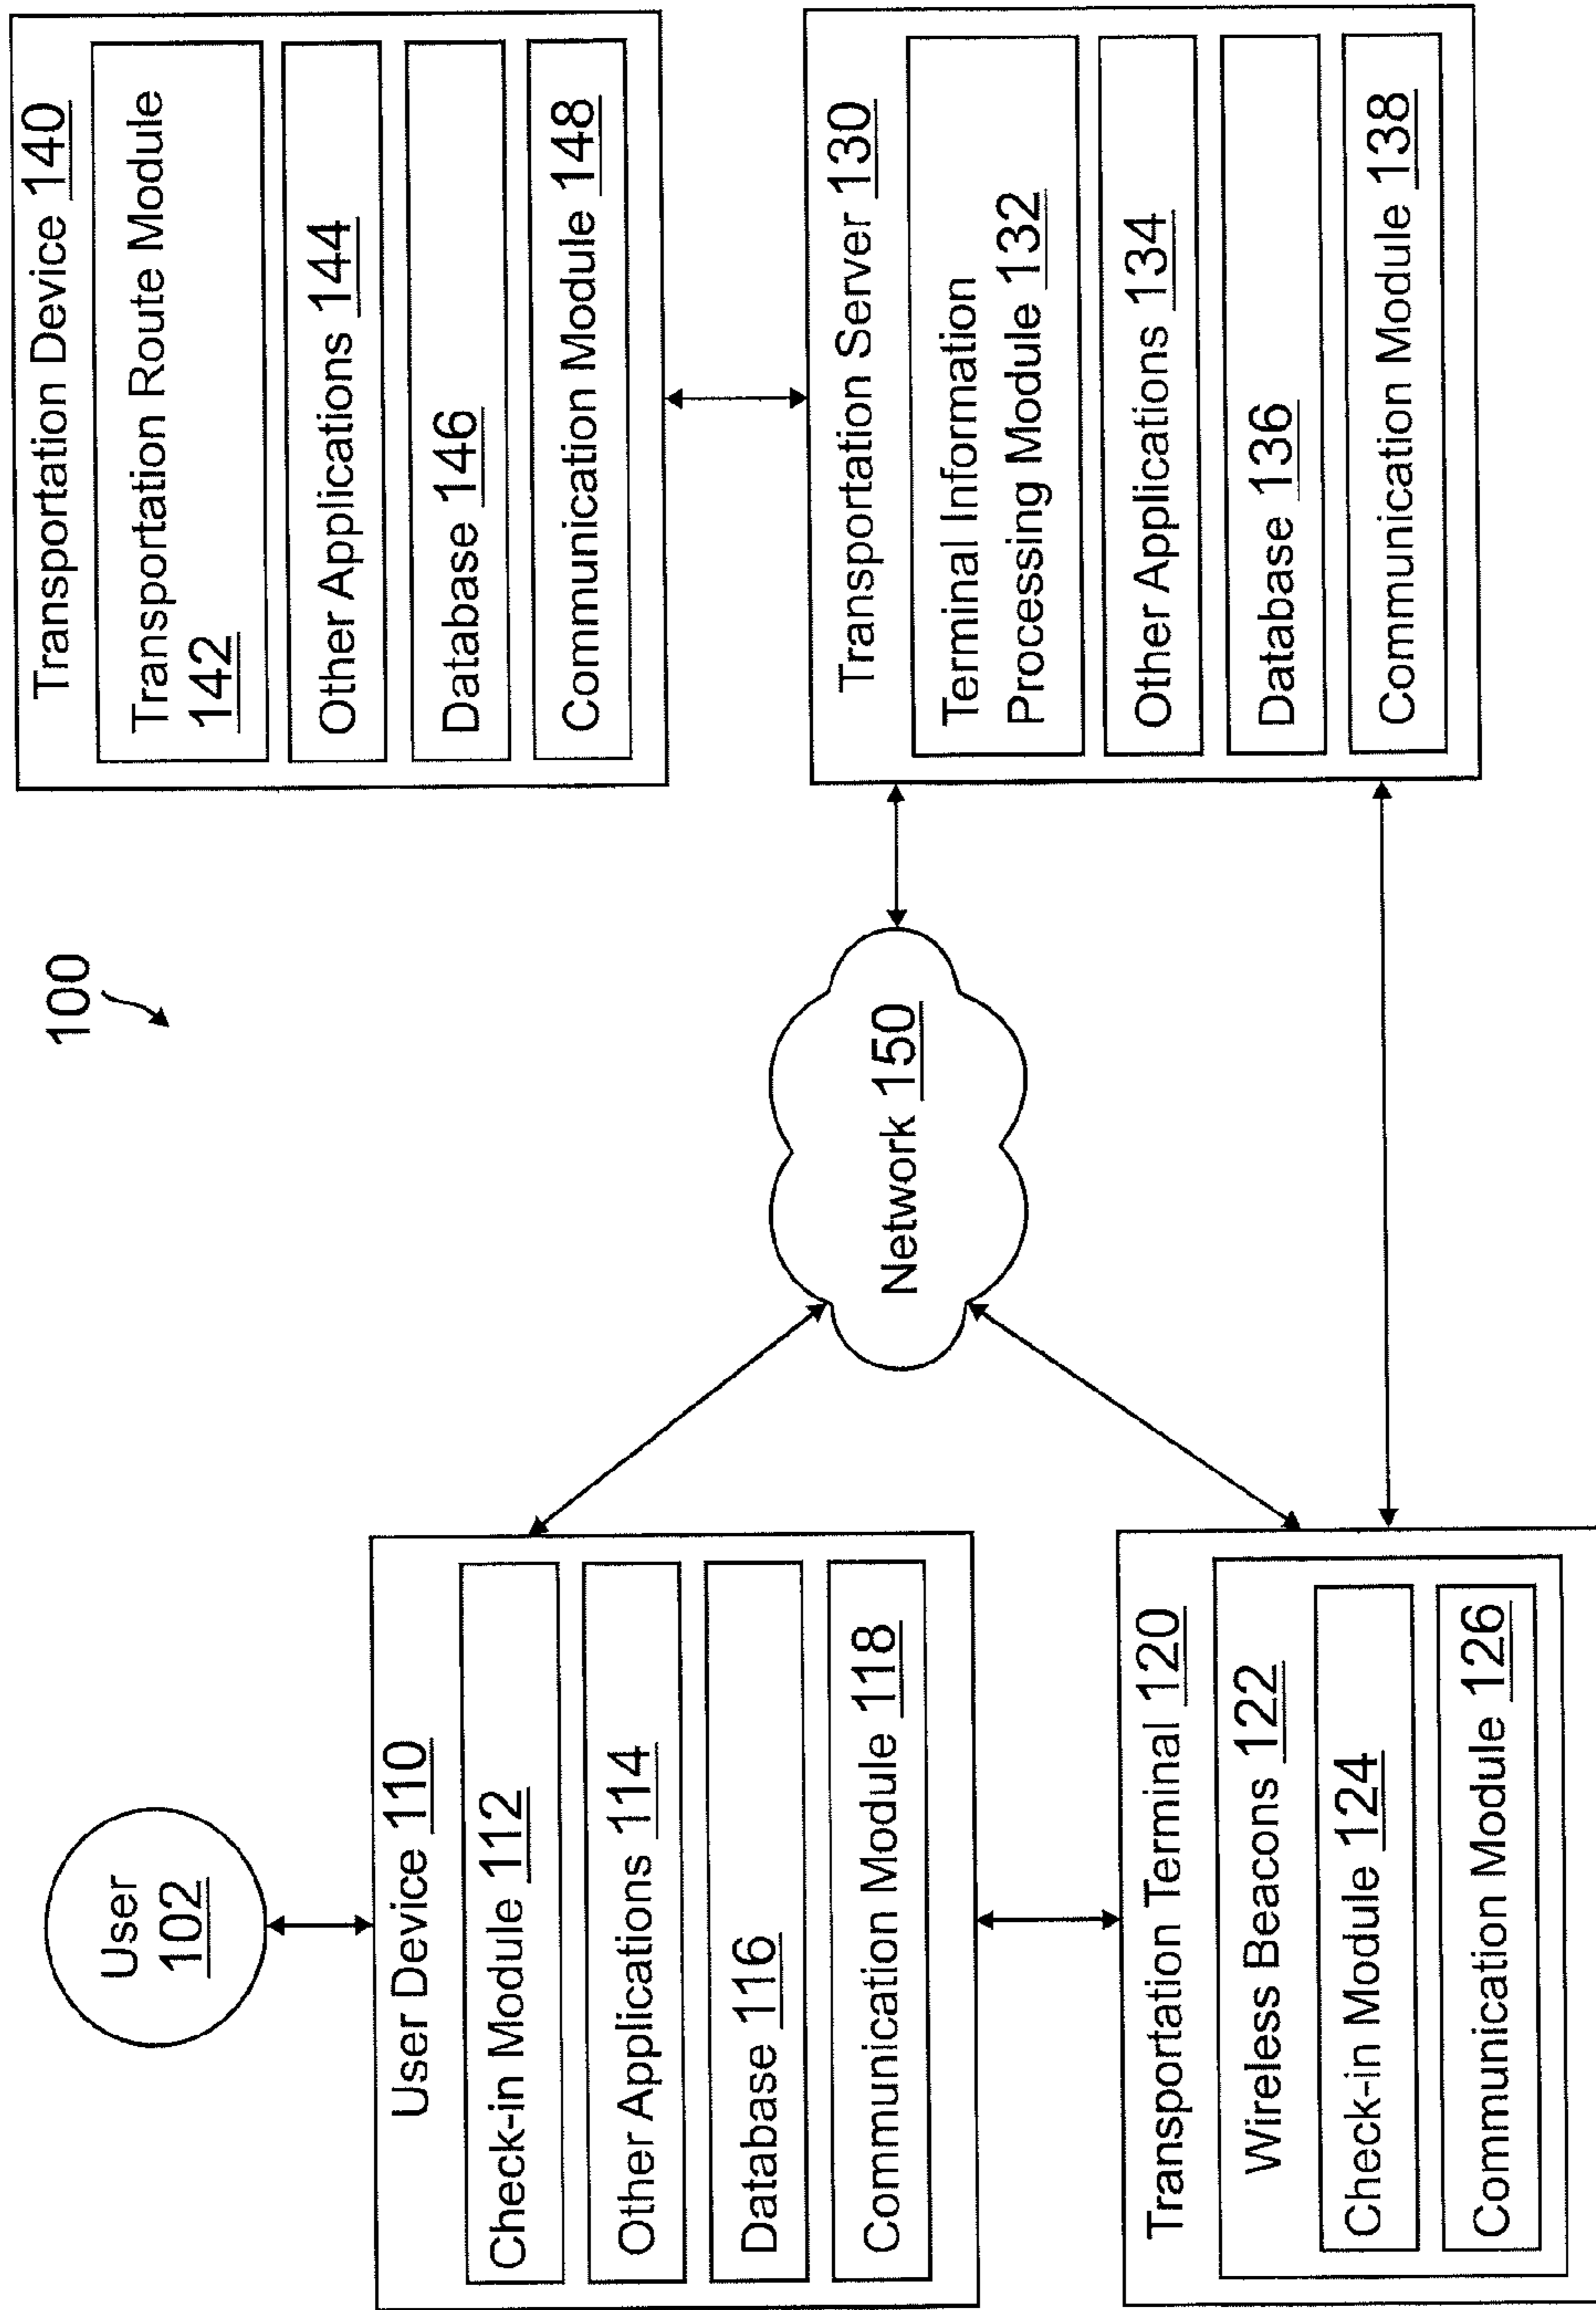 100
User
102
User Device 110
Check-in Module 112
Other Applications 114
Database 116
Communication Module 118
Transportation Terminal 120
Wireless Beacons 122
Check-in Module 124
Communication Module 126
Network 150
Transportation Device 140
Transportation Route Module
142
Other Applications 144
Database 146
Communication Module 148
Transportation Server 130
Terminal Information
Processing Module 132
Other Applications 134
Database 136
Communication Module 138